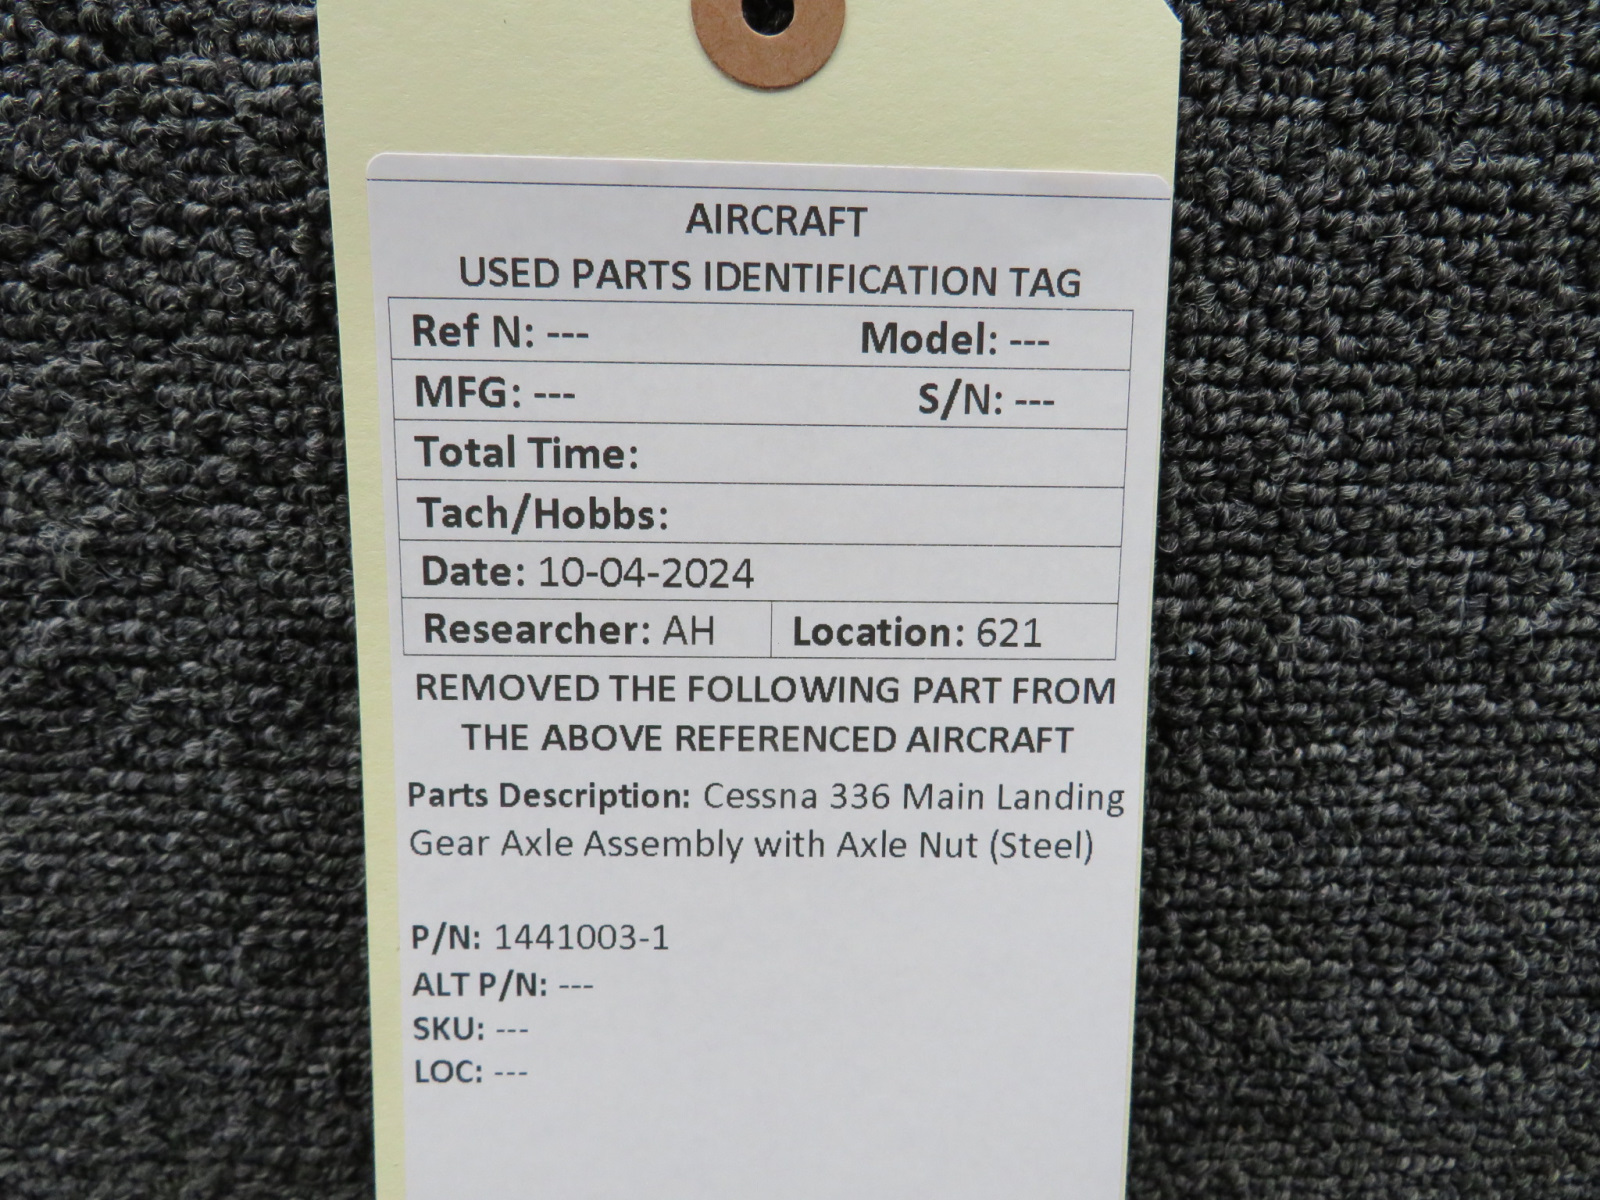 AIRCRAFT
USED PARTS IDENTIFICATION TAG
Ref N: --- Model: ---
MFG: --- S/N: ---
Total Time:
Tach/Hobbs:
Date: 10-04-2024
Researcher: AH Location: 621
REMOVED THE FOLLOWING PART FROM
THE ABOVE REFERENCED AIRCRAFT
Parts Description: Cessna 336 Main Landing
Gear Axle Assembly with Axle Nut (Steel)
P/N: 1441003-1
ALT P/N: ---
SKU: ---
LOC: ---